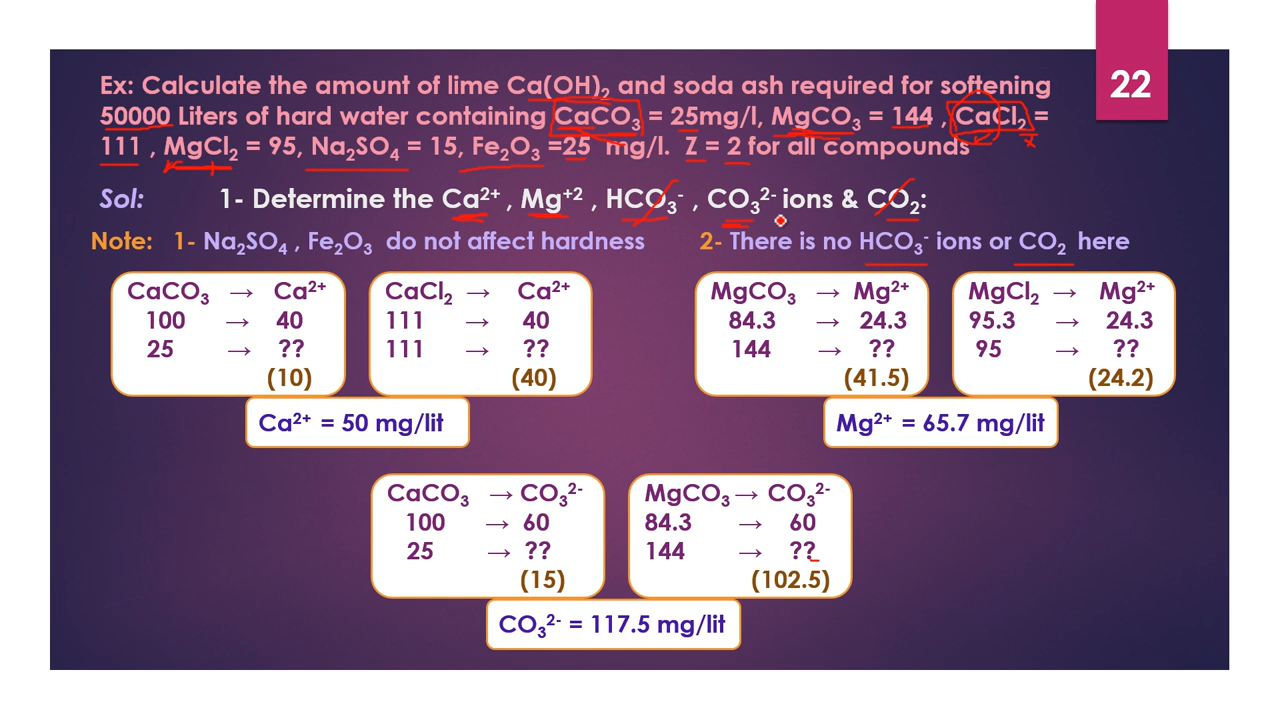 22
Ex: Calculate the amount of lime Ca(OH)₂ and soda ash required for softening
50000 Liters of hard water containing CaCO₃ = 25mg/l, MgCO₃ = 144 , CaCl₂ =
111 , MgCl₂ = 95, Na₂SO₄ = 15, Fe₂O₃ =25 mg/l. Z = 2 for all compounds
Sol: 1- Determine the Ca²⁺ , Mg⁺² , HCO₃⁻ , CO₃²⁻ ions & CO₂:
Note: 1- Na₂SO₄ , Fe₂O₃ do not affect hardness 2- There is no HCO₃⁻ ions or CO₂ here
CaCO₃ → Ca²⁺
100 → 40
25 → ??
(10)
CaCl₂ → Ca²⁺
111 → 40
111 → ??
(40)
Ca²⁺ = 50 mg/lit
MgCO₃ → Mg²⁺
84.3 → 24.3
144 → ??
(41.5)
MgCl₂ → Mg²⁺
95.3 → 24.3
95 → ??
(24.2)
Mg²⁺ = 65.7 mg/lit
CaCO₃ → CO₃²⁻
100 → 60
25 → ??
(15)
MgCO₃ → CO₃²⁻
84.3 → 60
144 → ??
(102.5)
CO₃²⁻ = 117.5 mg/lit